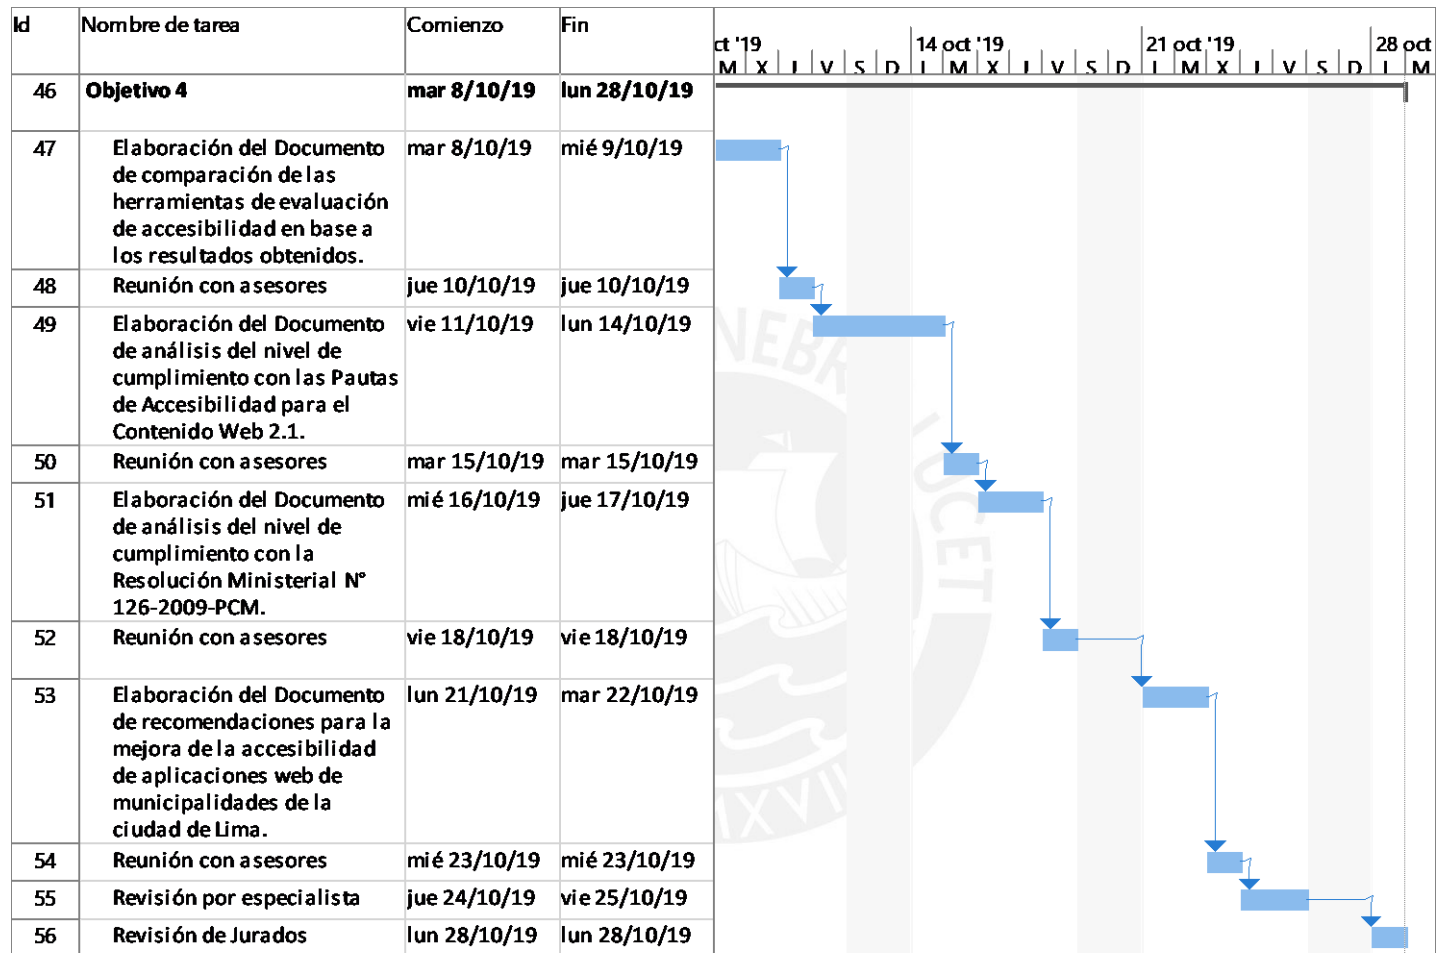 Id Nombre de tarea Comienzo Fin
ct '19 14 oct '19 21 oct '19 28 oct
M X J V S D L M X J V S D L M X J V S D L M
46 Objetivo 4 mar 8/10/19 lun 28/10/19
47 Elaboración del Documento mar 8/10/19 mié 9/10/19
de comparación de las
herramientas de evaluación
de accesibilidad en base a
los resultados obtenidos.
48 Reunión con asesores jue 10/10/19 jue 10/10/19
49 Elaboración del Documento vie 11/10/19 lun 14/10/19
de análisis del nivel de
cumplimiento con las Pautas
de Accesibilidad para el
Contenido Web 2.1.
50 Reunión con asesores mar 15/10/19 mar 15/10/19
51 Elaboración del Documento mié 16/10/19 jue 17/10/19
de análisis del nivel de
cumplimiento con la
Resolución Ministerial N°
126-2009-PCM.
52 Reunión con asesores vie 18/10/19 vie 18/10/19
53 Elaboración del Documento lun 21/10/19 mar 22/10/19
de recomendaciones para la
mejora de la accesibilidad
de aplicaciones web de
municipalidades de la
ciudad de Lima.
54 Reunión con asesores mié 23/10/19 mié 23/10/19
55 Revisión por especialista jue 24/10/19 vie 25/10/19
56 Revisión de Jurados lun 28/10/19 lun 28/10/19